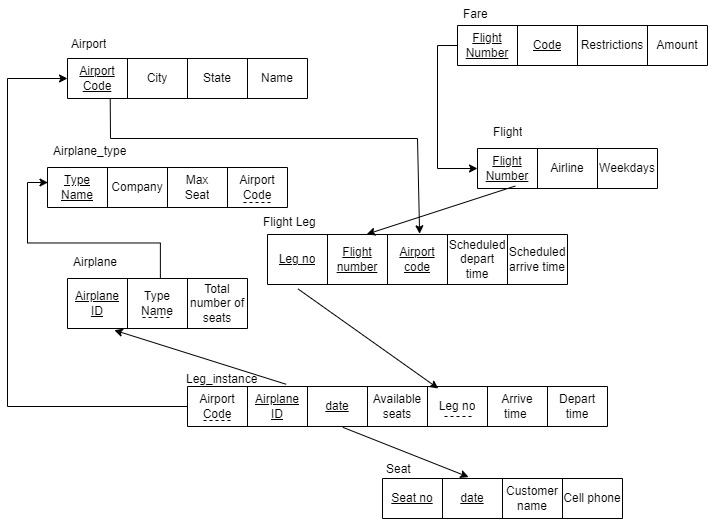 Fare
Flight Number Code Restrictions Amount
Airport
Airport Code City State Name
Flight
Flight Number Airline Weekdays
Airplane_type
Type Name Company Max Seat Airport Code
Flight Leg
Leg no Flight number Airport code Scheduled depart time Scheduled arrive time
Airplane
Airplane ID Type Name Total number of seats
Leg_instance
Airport Code Airplane ID date Available seats Leg no Arrive time Depart time
Seat
Seat no date Customer name Cell phone